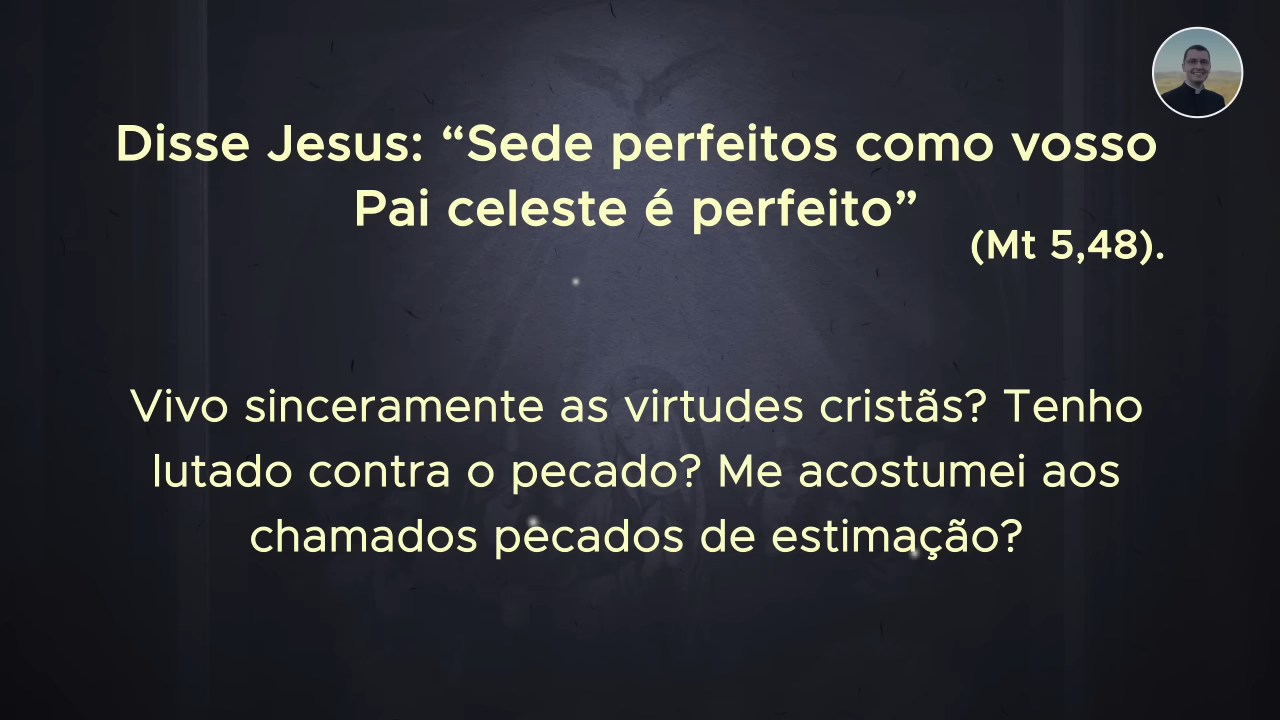 Disse Jesus: “Sede perfeitos como vosso
Pai celeste é perfeito”
(Mt 5,48).
Vivo sinceramente as virtudes cristãs? Tenho
lutado contra o pecado? Me acostumei aos
chamados pecados de estimação?